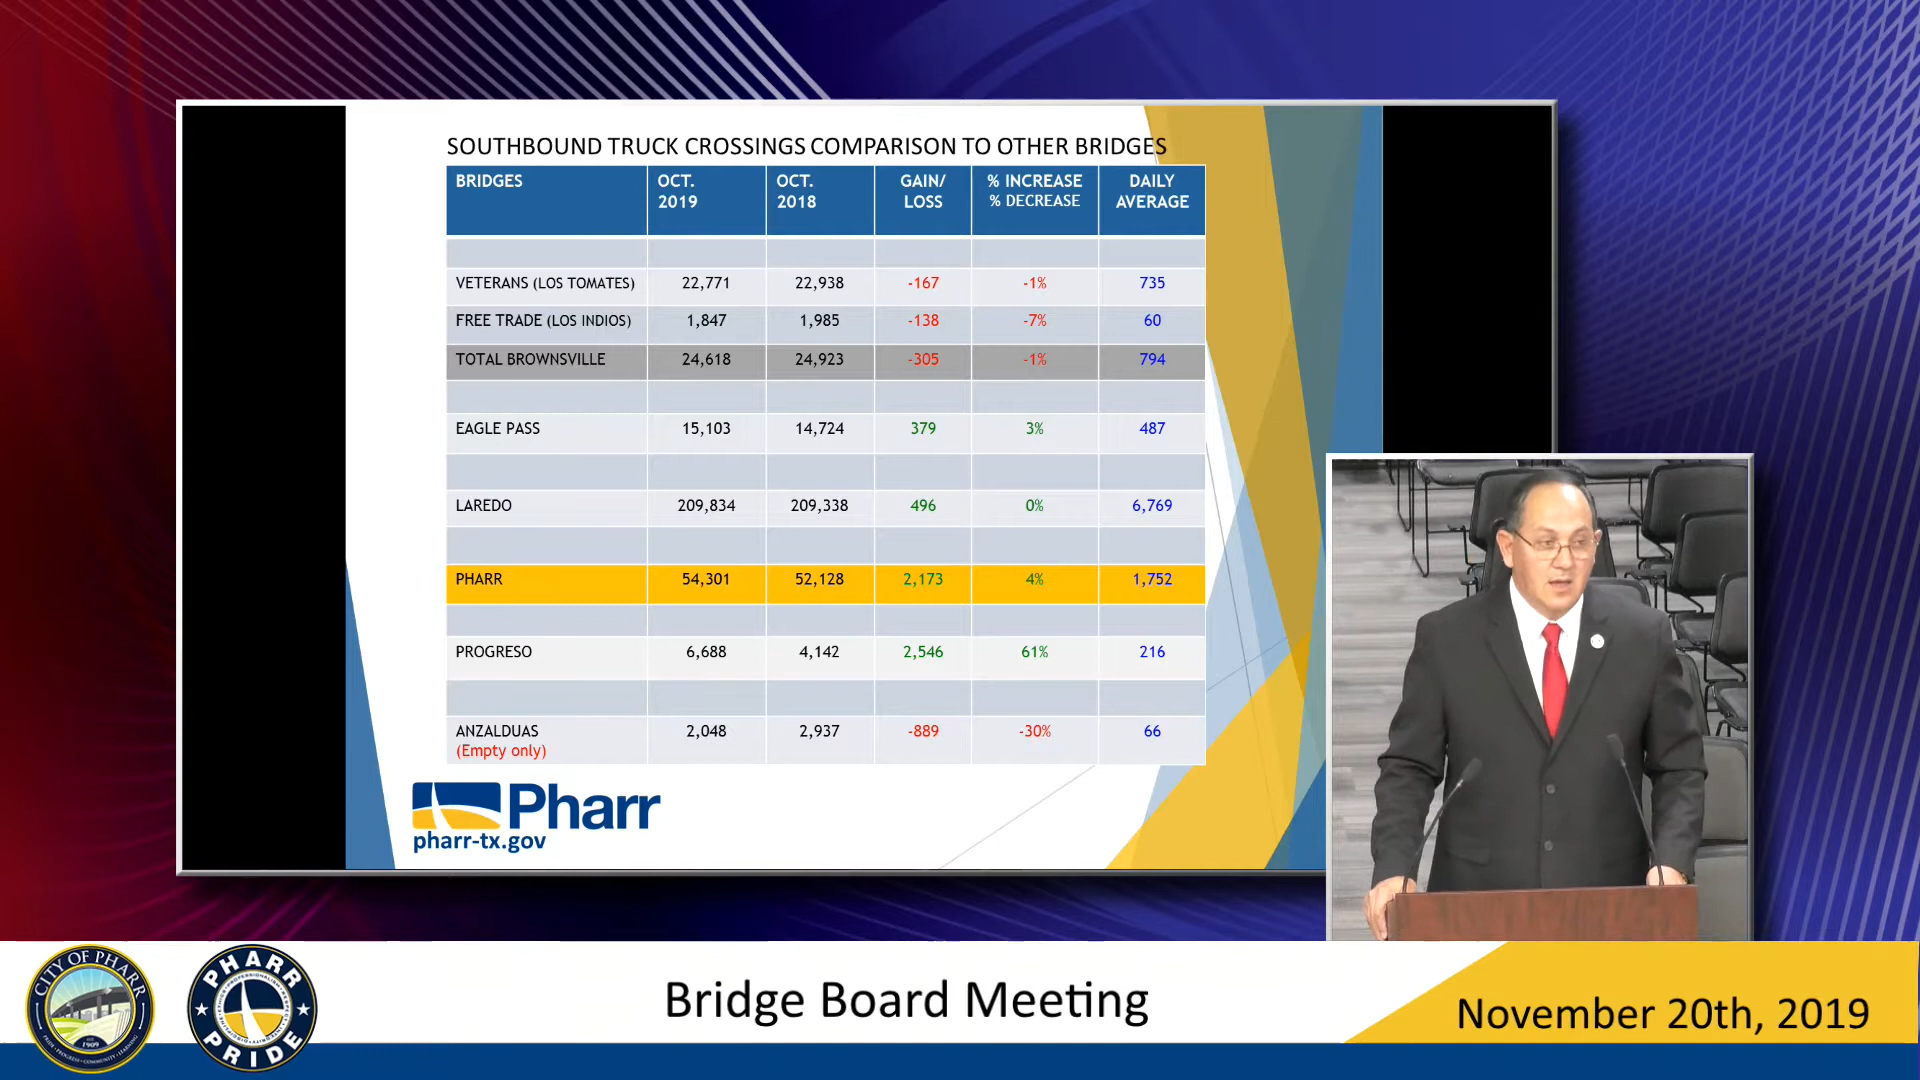 SOUTHBOUND TRUCK CROSSINGS COMPARISON TO OTHER BRIDGES
BRIDGES OCT. 2019 OCT. 2018 GAIN/ LOSS % INCREASE % DECREASE DAILY AVERAGE
VETERANS (LOS TOMATES) 22,771 22,938 -167 -1% 735
FREE TRADE (LOS INDIOS) 1,847 1,985 -138 -7% 60
TOTAL BROWNSVILLE 24,618 24,923 -305 -1% 794
EAGLE PASS 15,103 14,724 379 3% 487
LAREDO 209,834 209,338 496 0% 6,769
PHARR 54,301 52,128 2,173 4% 1,752
PROGRESO 6,688 4,142 2,546 61% 216
ANZALDUAS 2,048 2,937 -889 -30% 66
(Empty only)
Pharr
pharr-tx.gov
CITY OF PHARR
1909
PHARR
PRIDE
Bridge Board Meeting
November 20th, 2019